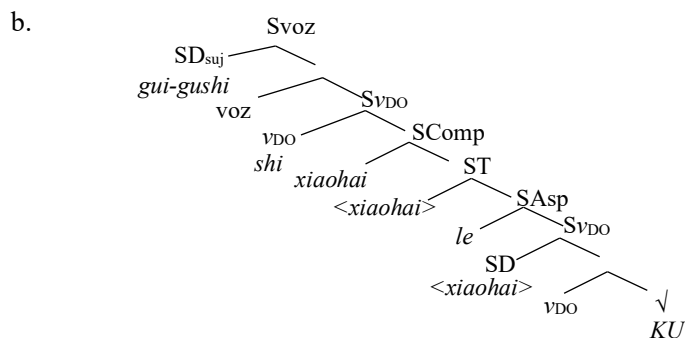 b.
Svoz
SDsuj
gui-gushi
voz
SvDO
vDO
shi
SComp
xiaohai
ST
<xiaohai>
SAsp
le
SvDO
SD
<xiaohai>
vDO
√
KU